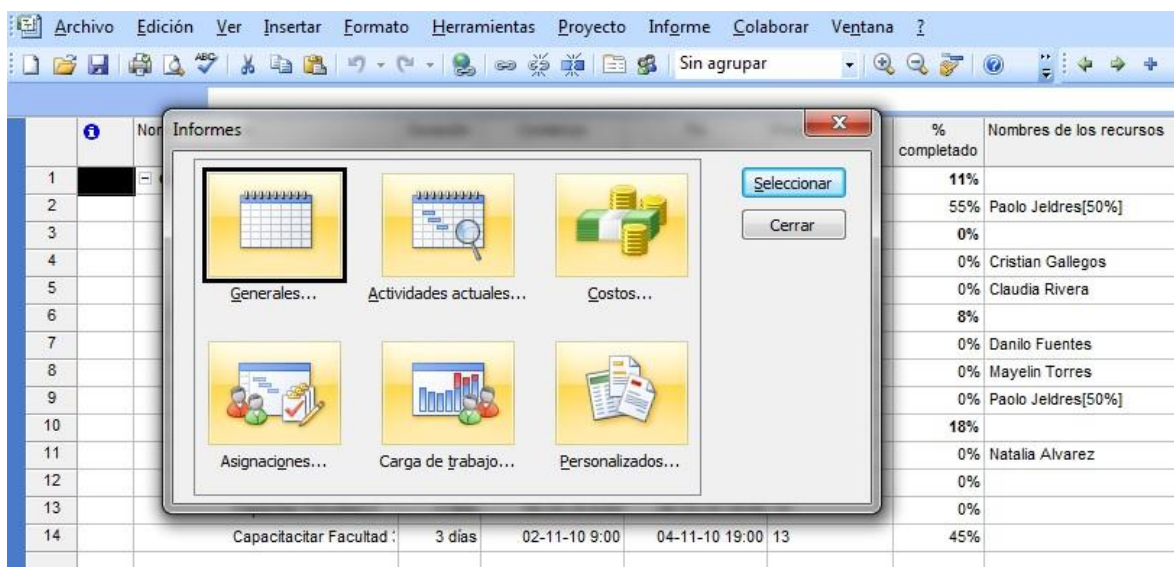 Archivo Edición Ver Insertar Formato Herramientas Proyecto Informe Colaborar Ventana ?
ABC Sin agrupar
Informes
Nor
% completado
Nombres de los recursos
Seleccionar
Cerrar
Generales... Actividades actuales... Costos...
Asignaciones... Carga de trabajo... Personalizados...
1 11%
2 55% Paolo Jeldres[50%]
3 0%
4 0% Cristian Gallegos
5 0% Claudia Rivera
6 8%
7 0% Danilo Fuentes
8 0% Mayelin Torres
9 0% Paolo Jeldres[50%]
10 18%
11 0% Natalia Alvarez
12 0%
13 0%
14 Capacitacitar Facultad 3 días 02-11-10 9:00 04-11-10 19:00 13 45%